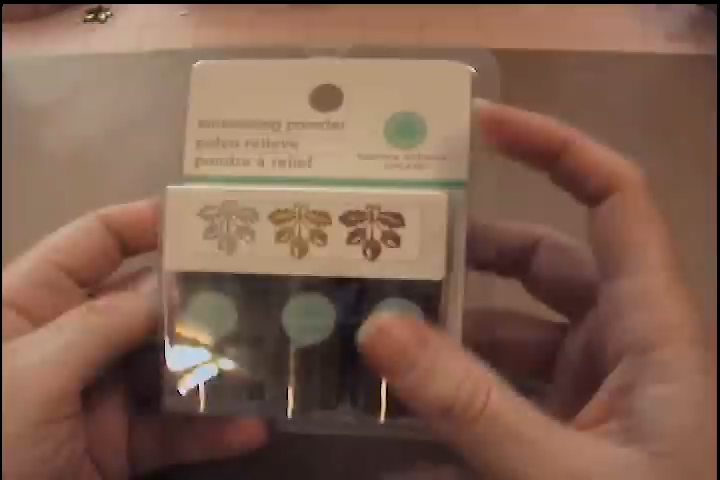 embossing powder
polvo relieve
poudre à relief